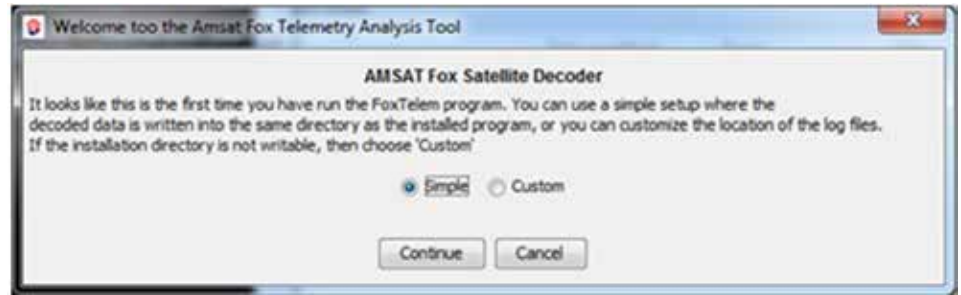 Welcome too the Amsat Fox Telemetry Analysis Tool
AMSAT Fox Satellite Decoder
It looks like this is the first time you have run the FoxTelem program. You can use a simple setup where the
decoded data is written into the same directory as the installed program, or you can customize the location of the log files.
If the installation directory is not writable, then choose 'Custom'
Simple Custom
Continue Cancel